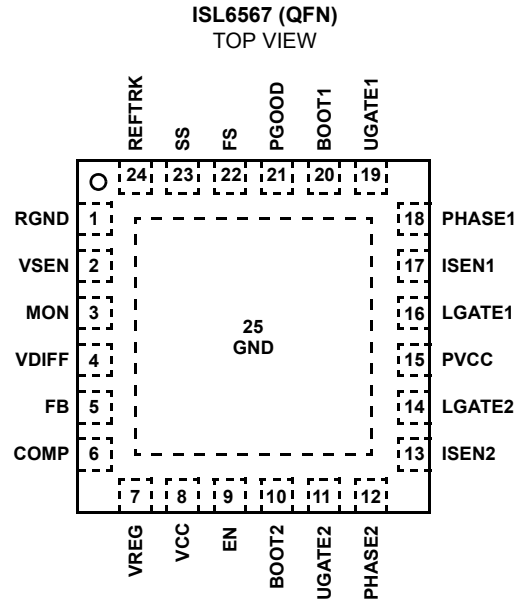 ISL6567 (QFN)
TOP VIEW
REFTRK
SS
FS
PGOOD
BOOT1
UGATE1
24
23
22
21
20
19
RGND 1
18 PHASE1
VSEN 2
17 ISEN1
MON 3
16 LGATE1
25
GND
VDIFF 4
15 PVCC
FB 5
14 LGATE2
COMP 6
13 ISEN2
7
8
9
10
11
12
VREG
VCC
EN
BOOT2
UGATE2
PHASE2